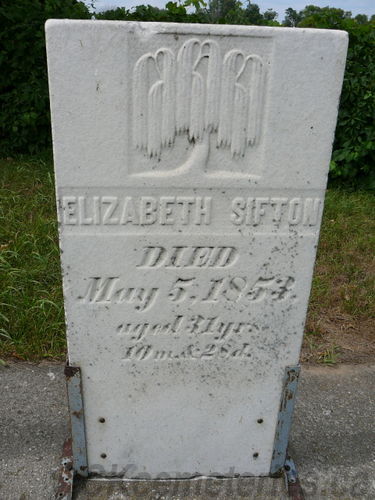 ELIZABETH SIFTON
DIED
May 5, 1853.
aged 31 yrs.
10 m. & 28 d.